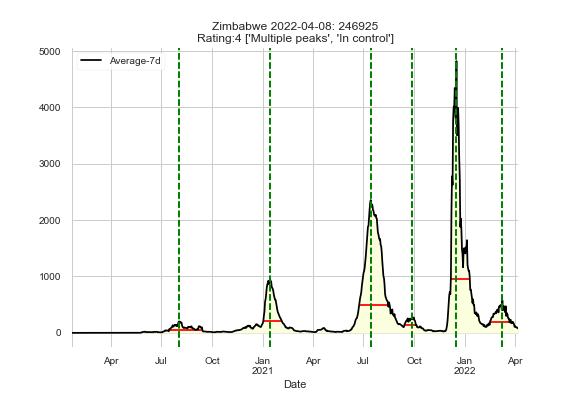 Zimbabwe 2022-04-08: 246925
Rating:4 ['Multiple peaks', 'In control']
Average-7d
5000
4000
3000
2000
1000
0
Apr Jul Oct Jan Apr Jul Oct Jan Apr
2021 2022
Date